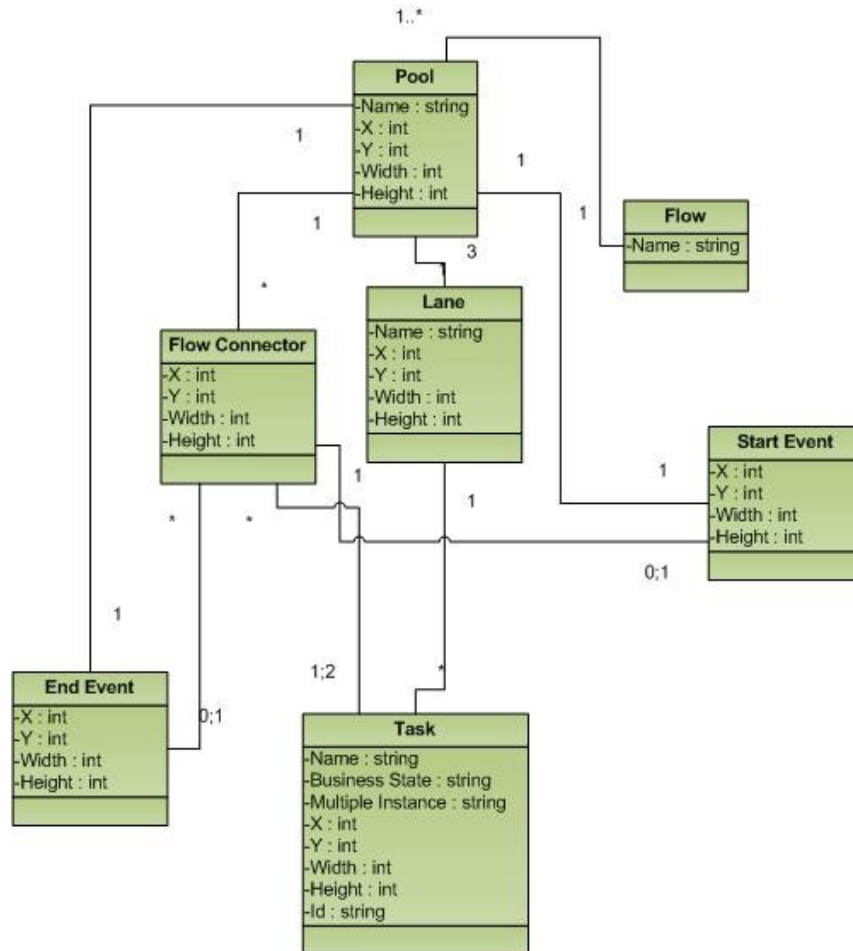 1..*
Pool
-Name : string
-X : int
-Y : int
-Width : int
-Height : int
1
1
1
3
1
Flow
-Name : string
Lane
-Name : string
-X : int
-Y : int
-Width : int
-Height : int
*
Flow Connector
-X : int
-Y : int
-Width : int
-Height : int
Start Event
-X : int
-Y : int
-Width : int
-Height : int
1
1
1
*
*
0;1
1
1;2
*
End Event
-X : int
-Y : int
-Width : int
-Height : int
0;1
Task
-Name : string
-Business State : string
-Multiple Instance : string
-X : int
-Y : int
-Width : int
-Height : int
-Id : string